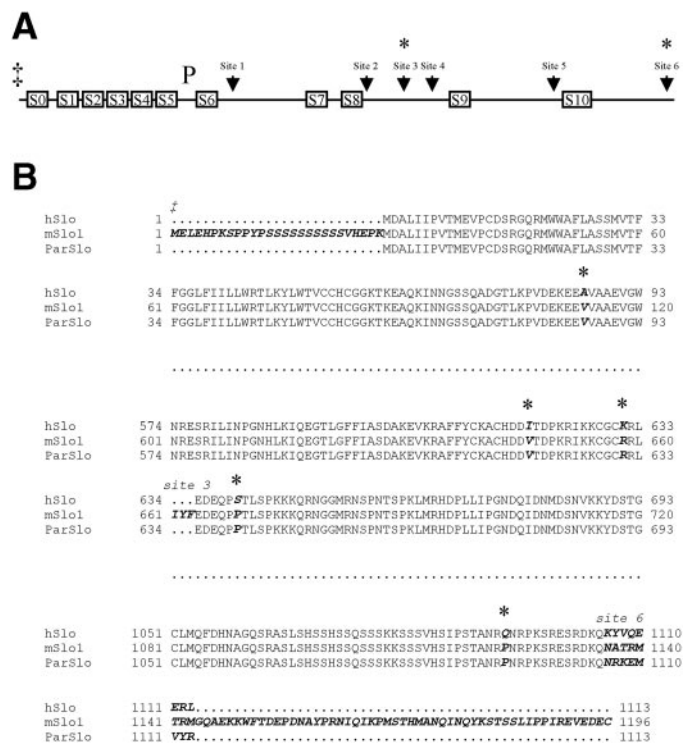 A
*
*
‡
P
Site 1
Site 2
Site 3
Site 4
Site 5
Site 6
S0 S1 S2 S3 S4 S5 S6 S7 S8 S9 S10
B
‡
hSlo 1 ...................................MDALIIPVTMEVPCDSRGQRMWWAFLASSMVTF 33
mSlo1 1 MELEHPKSPPYPSSSSSSSSSSVHEPKMDALIIPVTMEVPCDSRGQRMWWAFLASSMVTF 60
ParSlo 1 ...................................MDALIIPVTMEVPCDSRGQRMWWAFLASSMVTF 33
*
hSlo 34 FGGLFIILLWRTLKYLWTVCCHCGGKTKEAQKINNGSSQADGTLKPVDEKEEAVAAEVGW 93
mSlo1 61 FGGLFIILLWRTLKYLWTVCCHCGGKTKEAQKINNGSSQADGTLKPVDEKEEVVAAEVGW 120
ParSlo 34 FGGLFIILLWRTLKYLWTVCCHCGGKTKEAQKINNGSSQADGTLKPVDEKEEVVAAEVGW 93
............................................................
* *
hSlo 574 NRESRILINPGNHLKIQEGTLGFFIASDAKEVKRAFFYCKACHDDITDPKRIKKCGCKRL 633
mSlo1 601 NRESRILINPGNHLKIQEGTLGFFIASDAKEVKRAFFYCKACHDDVTDPKRIKKCGCRRL 660
ParSlo 574 NRESRILINPGNHLKIQEGTLGFFIASDAKEVKRAFFYCKACHDDVTDPKRIKKCGCRRL 633
site 3 *
hSlo 634 ...EDEQPSTLSPKKKQRNGGMRNSPNTSPKLMRHDPLLIPGNDQIDNMDSNVKKYDSTG 693
mSlo1 661 IYFEDEQPPTLSPKKKQRNGGMRNSPNTSPKLMRHDPLLIPGNDQIDNMDSNVKKYDSTG 720
ParSlo 634 ...EDEQPPTLSPKKKQRNGGMRNSPNTSPKLMRHDPLLIPGNDQIDNMDSNVKKYDSTG 693
............................................................
* site 6
hSlo 1051 CLMQFDHNAGQSRASLSHSSHSSQSSSKKSSSVHSIPSTANRQNRPKSRESRDKQKYVQE 1110
mSlo1 1081 CLMQFDHNAGQSRASLSHSSHSSQSSSKKSSSVHSIPSTANRPNRPKSRESRDKQNATRM 1140
ParSlo 1051 CLMQFDHNAGQSRASLSHSSHSSQSSSKKSSSVHSIPSTANRPNRPKSRESRDKQNRKEM 1110
hSlo 1111 ERL..................................................... 1113
mSlo1 1141 TRMGQAEKKWFTDEPDNAYPRNIQIKPMSTHMANQINQYKSTSSLIPPIREVEDEC 1196
ParSlo 1111 VYR..................................................... 1113